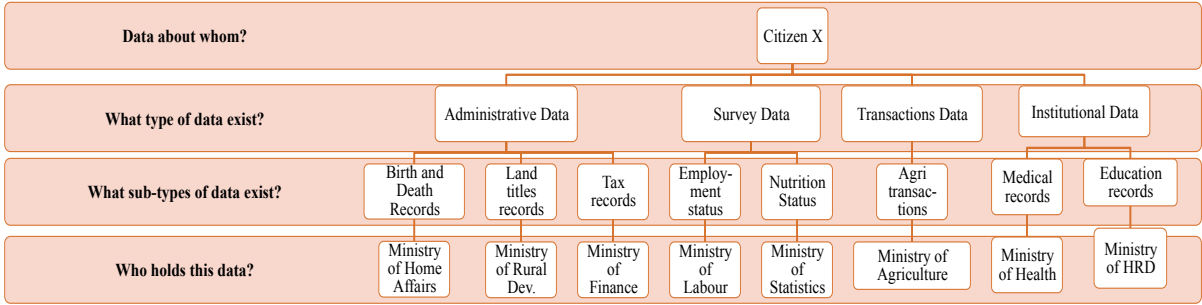 Data about whom?
Citizen X
What type of data exist?
Administrative Data
Survey Data
Transactions Data
Institutional Data
What sub-types of data exist?
Birth and
Death
Records
Land
titles
records
Tax
records
Employ-
ment
status
Nutrition
Status
Agri
transac-
tions
Medical
records
Education
records
Who holds this data?
Ministry
of Home
Affairs
Ministry
of Rural
Dev.
Ministry
of
Finance
Ministry
of
Labour
Ministry
of
Statistics
Ministry of
Agriculture
Ministry
of Health
Ministry
of HRD